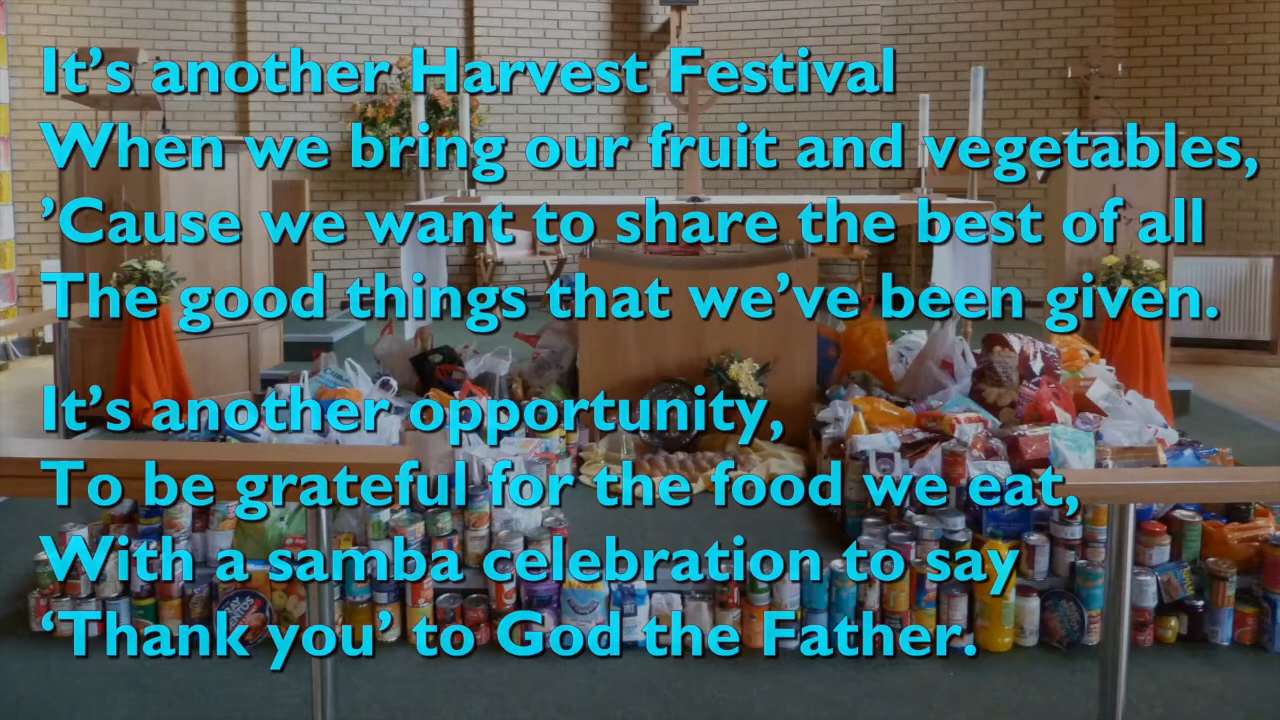 It’s another Harvest Festival
When we bring our fruit and vegetables,
’Cause we want to share the best of all
The good things that we’ve been given.
It’s another opportunity,
To be grateful for the food we eat,
With a samba celebration to say
‘Thank you’ to God the Father.